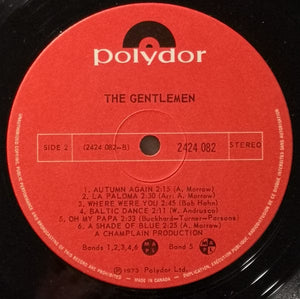 polydor
THE GENTLEMEN
SIDE 2 (2424 082-B) 2424 082 STEREO
1. AUTUMN AGAIN 2:15 (A. Morrow)
2. LA PALOMA 2:30 (Arr: A. Morrow)
3. WHERE WERE YOU 2:45 (Bob Hahn)
4. BALTIC DANCE 2:11 (W. Andrusco)
5. OH MY PAPA 2:33 (Buckhard-Turner-Parsons)
6. A SHADE OF BLUE 2:25 (A. Morrow)
A CHAMPLAIN PRODUCTION
Bands 1,2,3,4,6 Band 5
℗ 1973 Polydor Ltd.
MADE IN CANADA